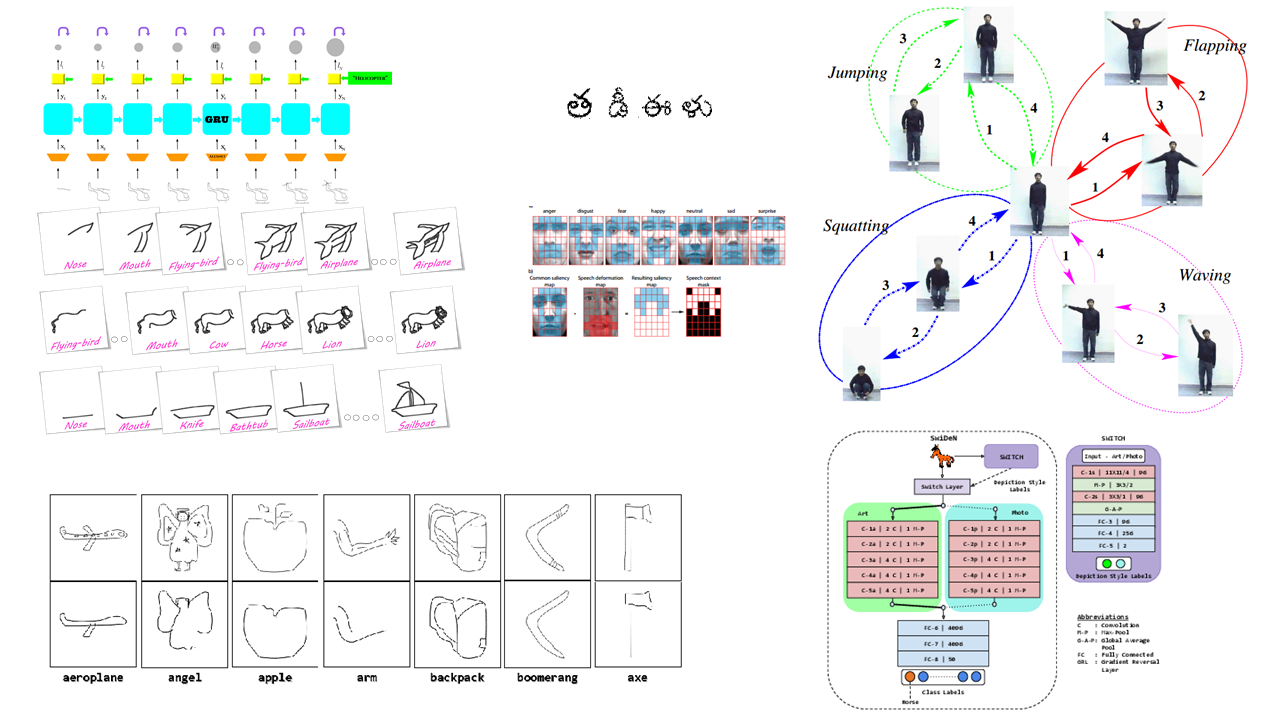 "HELICOPTER"
y₁ y₂ yₜ y_N
GRU
x₁ x₂ xₜ x_N
Nose Mouth Flying-bird Flying-bird Airplane Airplane
Flying-bird Mouth Cow Horse Lion Lion
Nose Mouth Knife Bathtub Sailboat Sailboat
aeroplane angel apple arm backpack boomerang axe
త డీ ఈ ళు
a)
anger disgust fear happy neutral sad surprise
b)
Common saliency map
Speech deformation map
Resulting saliency map
Speech context mask
- =
Jumping
3
2
1
4
Flapping
3
2
4
1
Squatting
4
1
3
2
Waving
1
4
3
2
SwiDeN
SWITCH
Switch Layer
Depiction Style
Labels
Art
C-1a | 2 C | 1 M-P
C-2a | 2 C | 1 M-P
C-3a | 4 C | 1 M-P
C-4a | 4 C | 1 M-P
C-5a | 4 C | 1 M-P
Photo
C-1p | 2 C | 1 M-P
C-2p | 2 C | 1 M-P
C-3p | 4 C | 1 M-P
C-4p | 4 C | 1 M-P
C-5p | 4 C | 1 M-P
FC-6 | 4096
FC-7 | 4096
FC-8 | 50
Class Labels
Horse
SWITCH
Input - Art/Photo
C-1s | 11X11/4 | 96
M-P | 3X3/2
C-2s | 3X3/1 | 96
G-A-P
FC-3 | 96
FC-4 | 256
FC-5 | 2
Depiction Style Labels
Abbreviations
C : Convolution
M-P : Max-Pool
G-A-P: Global Average
Pool
FC : Fully Connected
GRL : Gradient Reversal
Layer